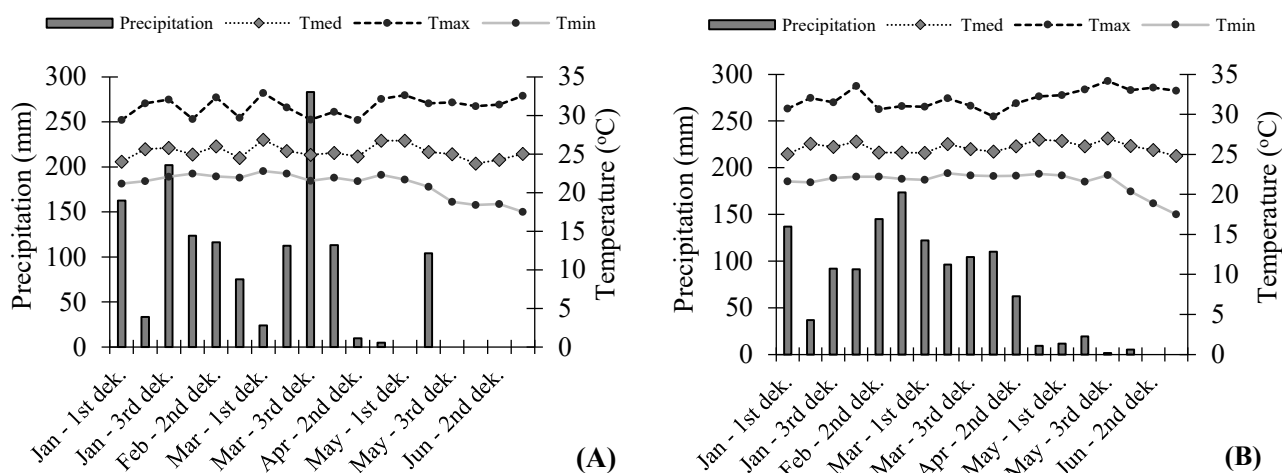 Precipitation Tmed Tmax Tmin
300
250
200
150
100
50
0
Precipitation (mm)
35
30
25
20
15
10
5
0
Temperature (ºC)
Jan - 1st dek.
Jan - 3rd dek.
Feb - 2nd dek.
Mar - 1st dek.
Mar - 3rd dek.
Apr - 2nd dek.
May - 1st dek.
May - 3rd dek.
Jun - 2nd dek.
(A)
Precipitation Tmed Tmax Tmin
300
250
200
150
100
50
0
Precipitation (mm)
35
30
25
20
15
10
5
0
Temperature (ºC)
Jan - 1st dek.
Jan - 3rd dek.
Feb - 2nd dek.
Mar - 1st dek.
Mar - 3rd dek.
Apr - 2nd dek.
May - 1st dek.
May - 3rd dek.
Jun - 2nd dek.
(B)